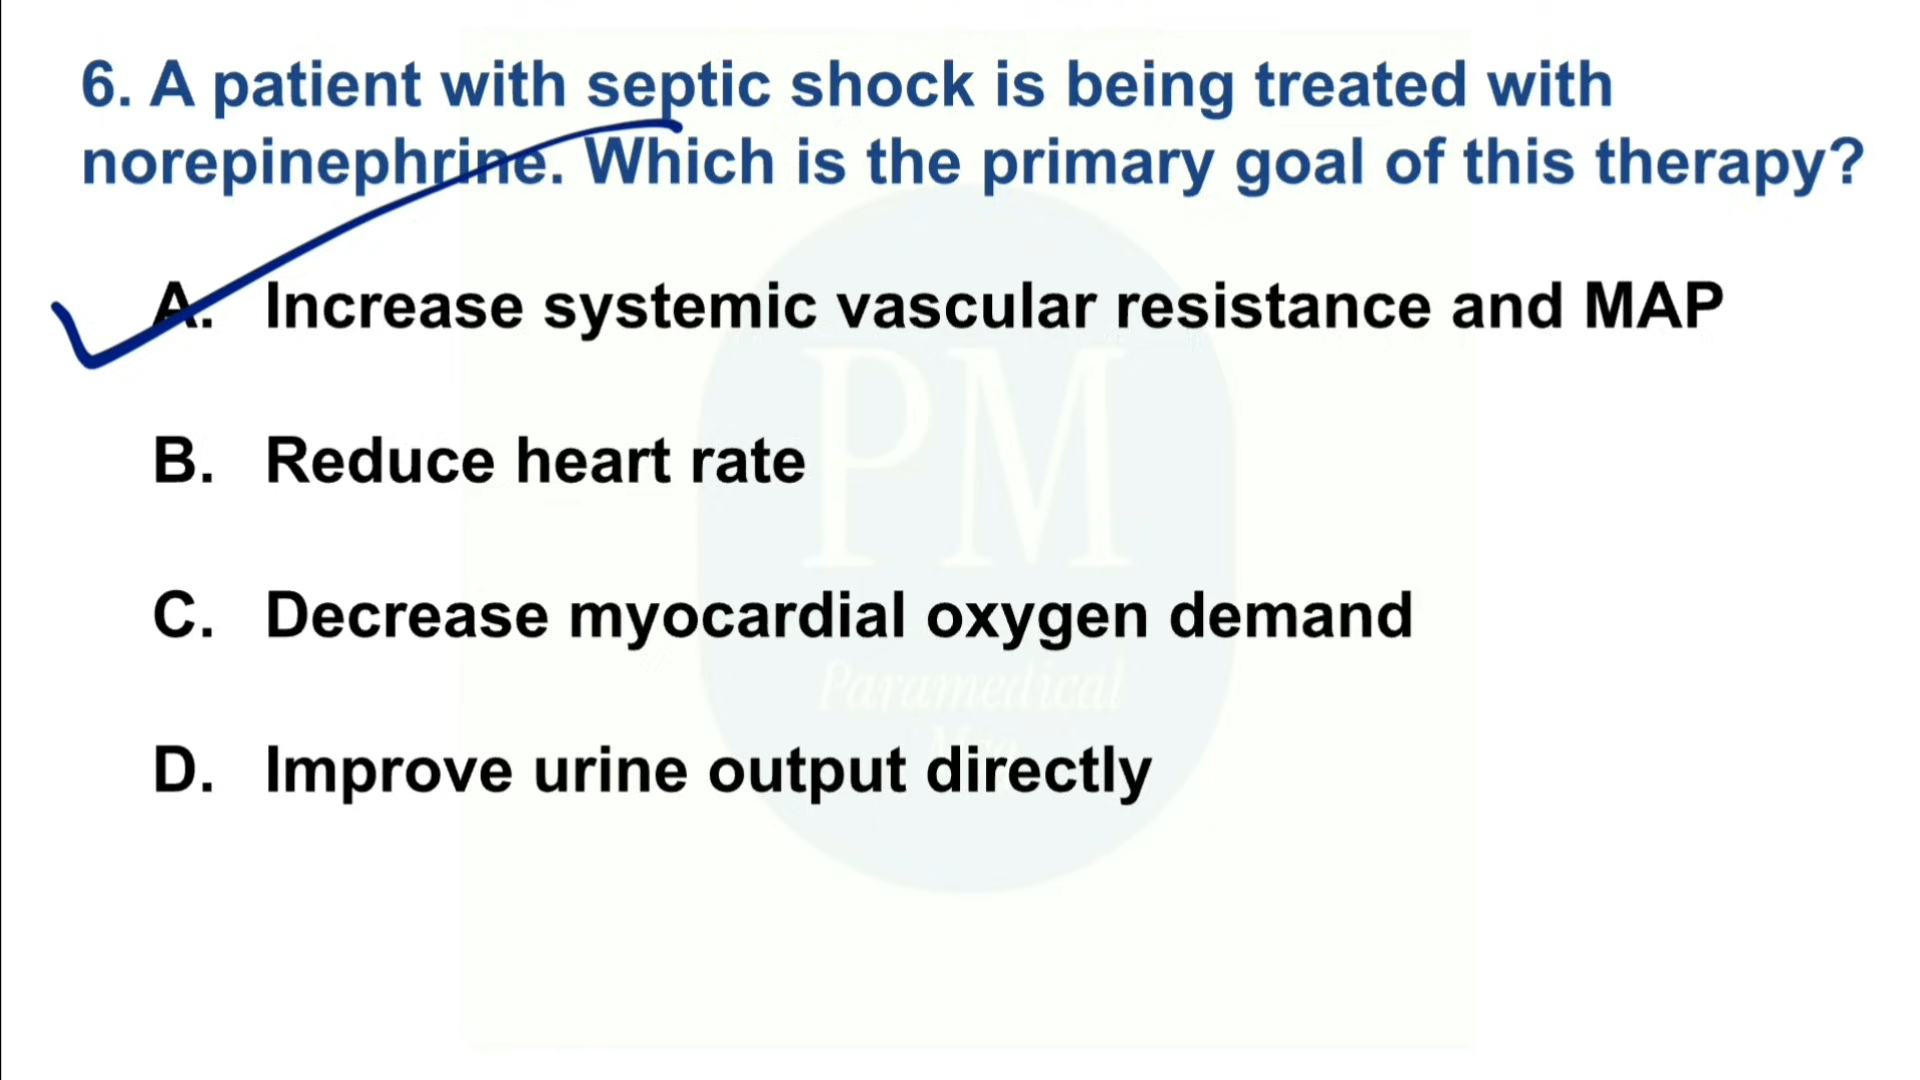 6. A patient with septic shock is being treated with
norepinephrine. Which is the primary goal of this therapy?
A. Increase systemic vascular resistance and MAP
B. Reduce heart rate
C. Decrease myocardial oxygen demand
D. Improve urine output directly
PM
Paramedical